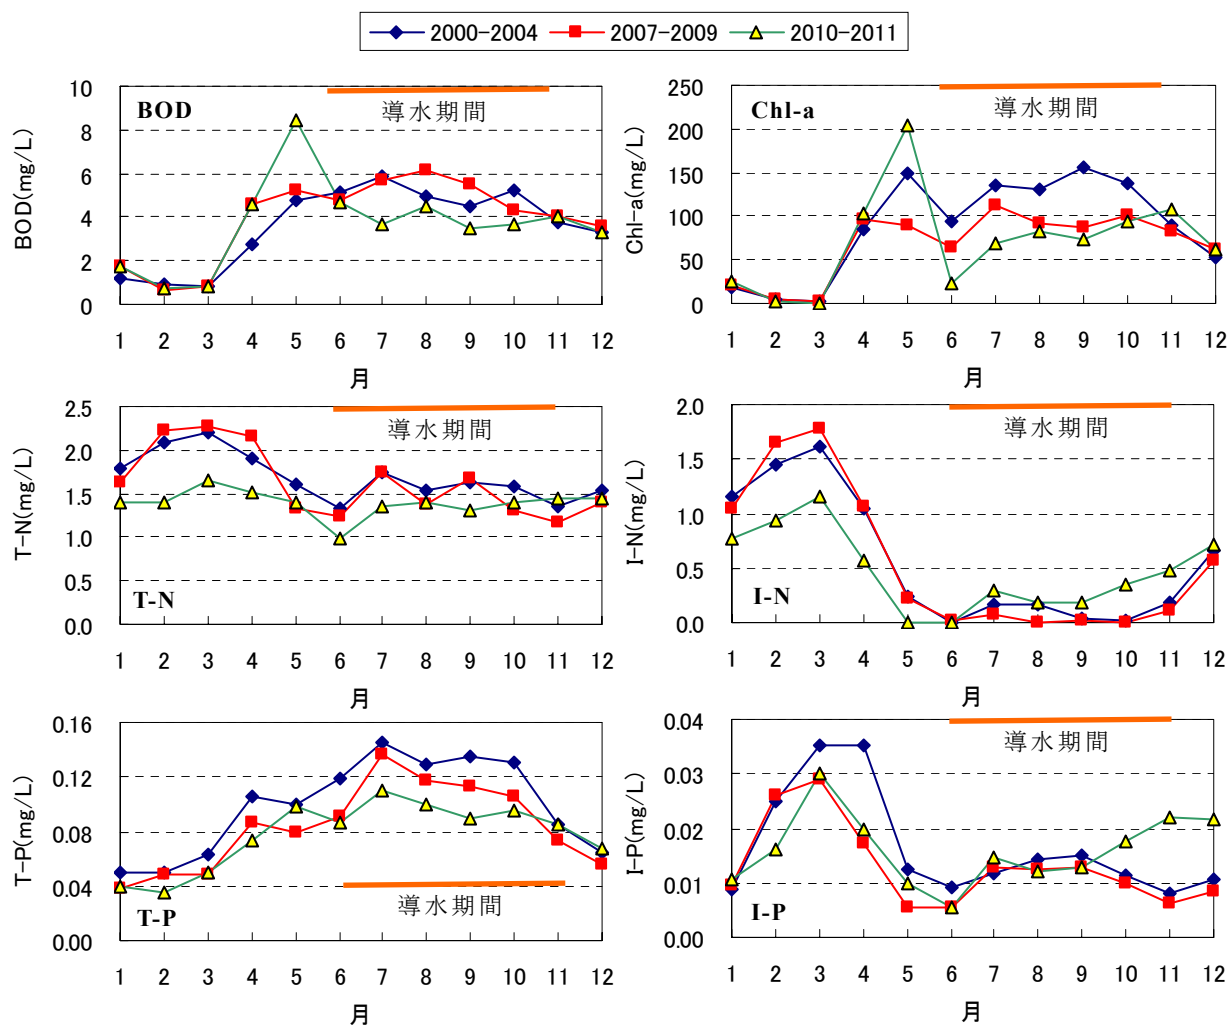 2000-2004 2007-2009 2010-2011
BOD
導水期間
BOD(mg/L)
10
8
6
4
2
0
1 2 3 4 5 6 7 8 9 10 11 12
月
Chl-a
導水期間
Chl-a(mg/L)
250
200
150
100
50
0
1 2 3 4 5 6 7 8 9 10 11 12
月
T-N
導水期間
T-N(mg/L)
2.5
2.0
1.5
1.0
0.5
0.0
1 2 3 4 5 6 7 8 9 10 11 12
月
I-N
導水期間
I-N(mg/L)
2.0
1.5
1.0
0.5
0.0
1 2 3 4 5 6 7 8 9 10 11 12
月
T-P
導水期間
T-P(mg/L)
0.16
0.12
0.08
0.04
0.00
1 2 3 4 5 6 7 8 9 10 11 12
月
I-P
導水期間
I-P(mg/L)
0.04
0.03
0.02
0.01
0.00
1 2 3 4 5 6 7 8 9 10 11 12
月